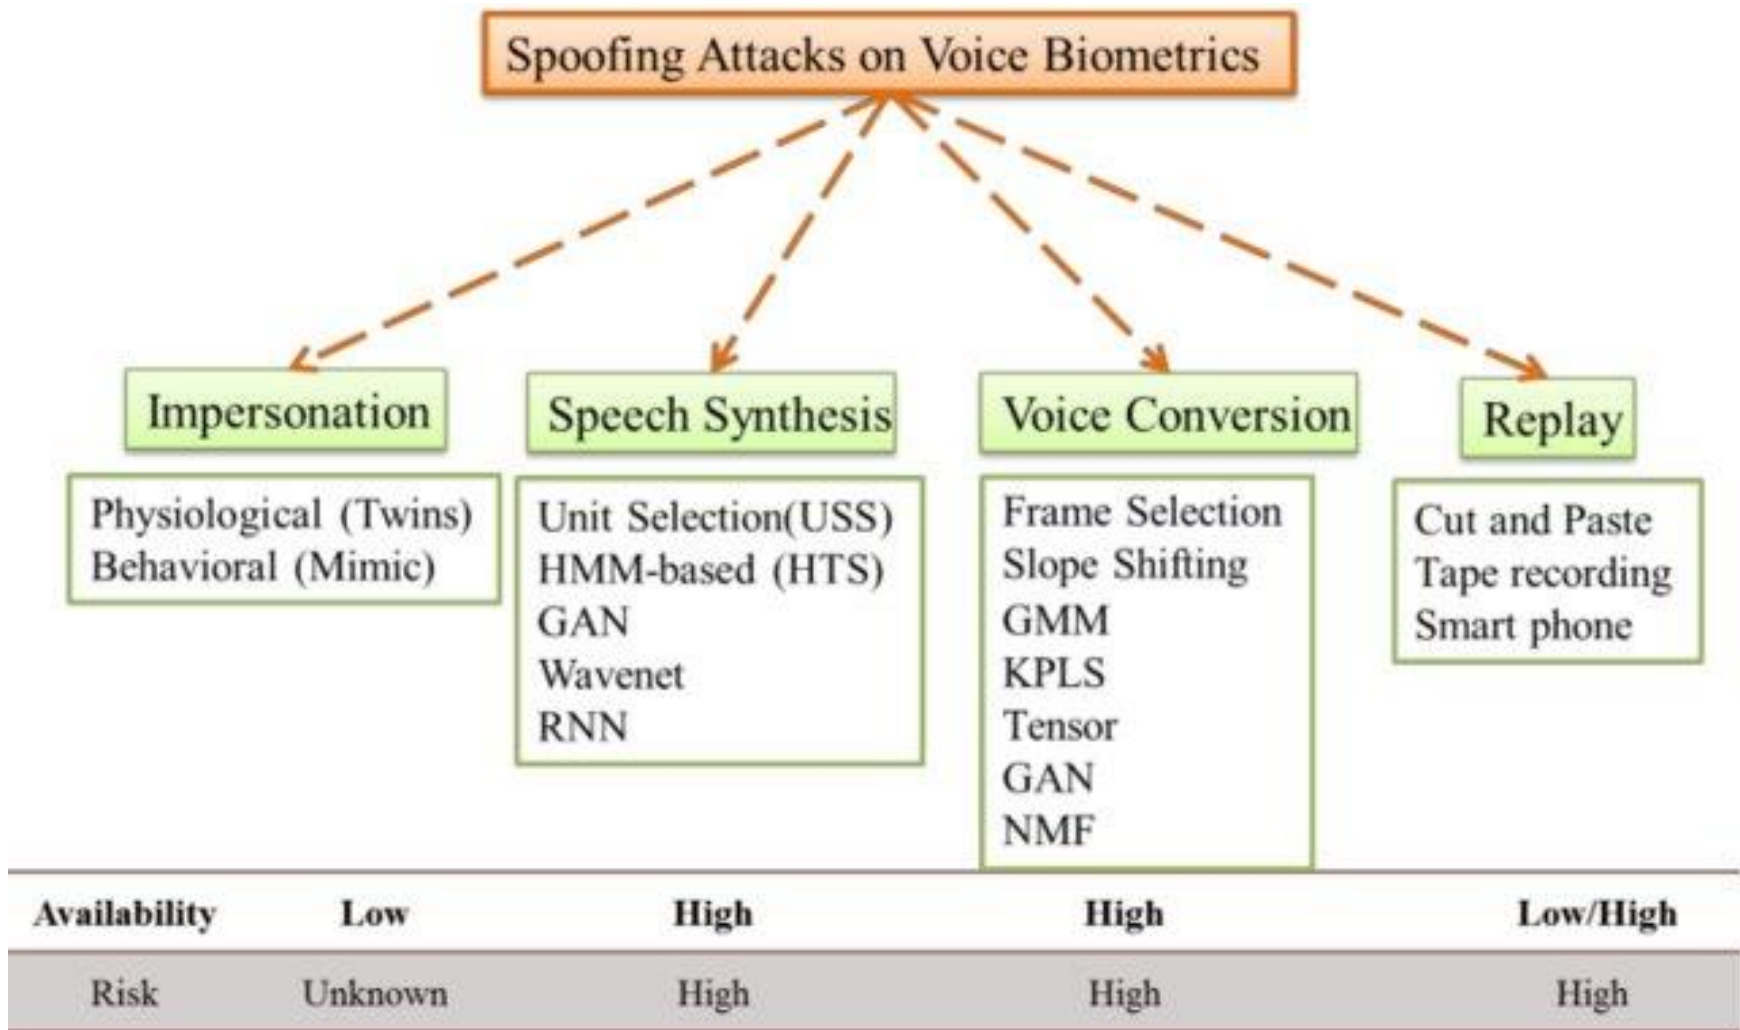 Spoofing Attacks on Voice Biometrics
Impersonation
Physiological (Twins)
Behavioral (Mimic)
Speech Synthesis
Unit Selection(USS)
HMM-based (HTS)
GAN
Wavenet
RNN
Voice Conversion
Frame Selection
Slope Shifting
GMM
KPLS
Tensor
GAN
NMF
Replay
Cut and Paste
Tape recording
Smart phone
Availability Low High High Low/High
Risk Unknown High High High